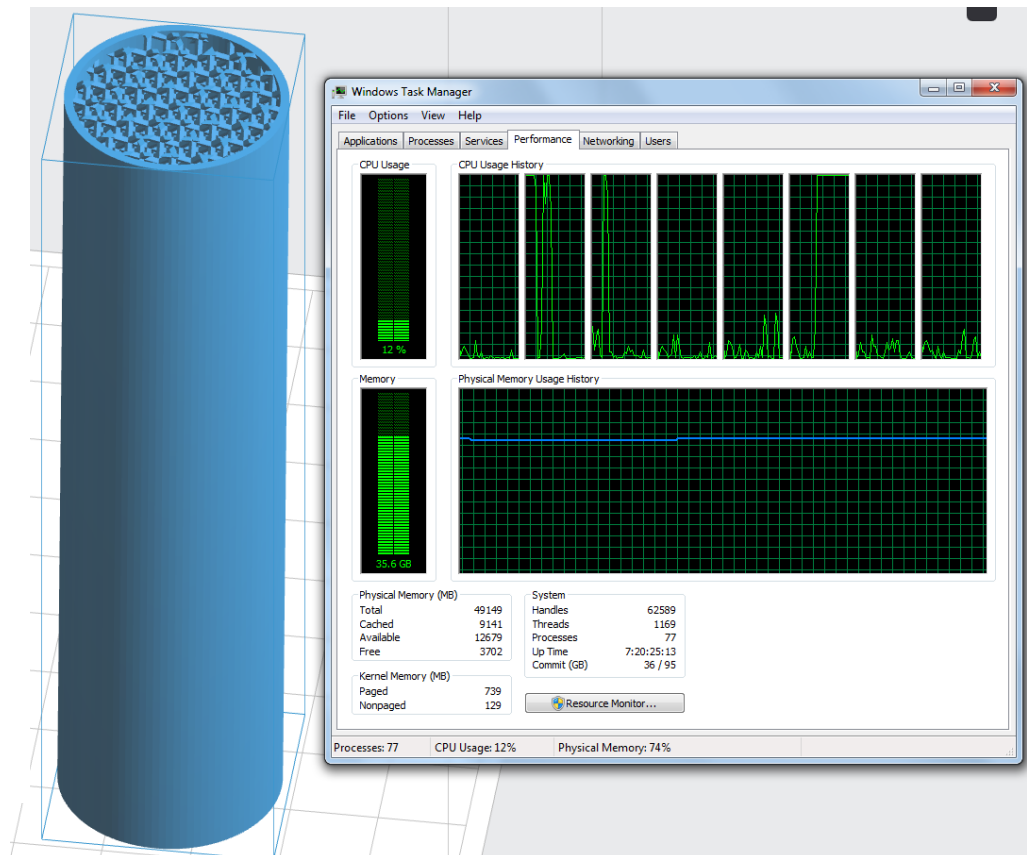 Windows Task Manager
File Options View Help
Applications Processes Services Performance Networking Users
CPU Usage CPU Usage History
12 %
Memory Physical Memory Usage History
35.6 GB
Physical Memory (MB)
Total 49149
Cached 9141
Available 12679
Free 3702
Kernel Memory (MB)
Paged 739
Nonpaged 129
System
Handles 62589
Threads 1169
Processes 77
Up Time 7:20:25:13
Commit (GB) 36 / 95
Resource Monitor...
Processes: 77 CPU Usage: 12% Physical Memory: 74%